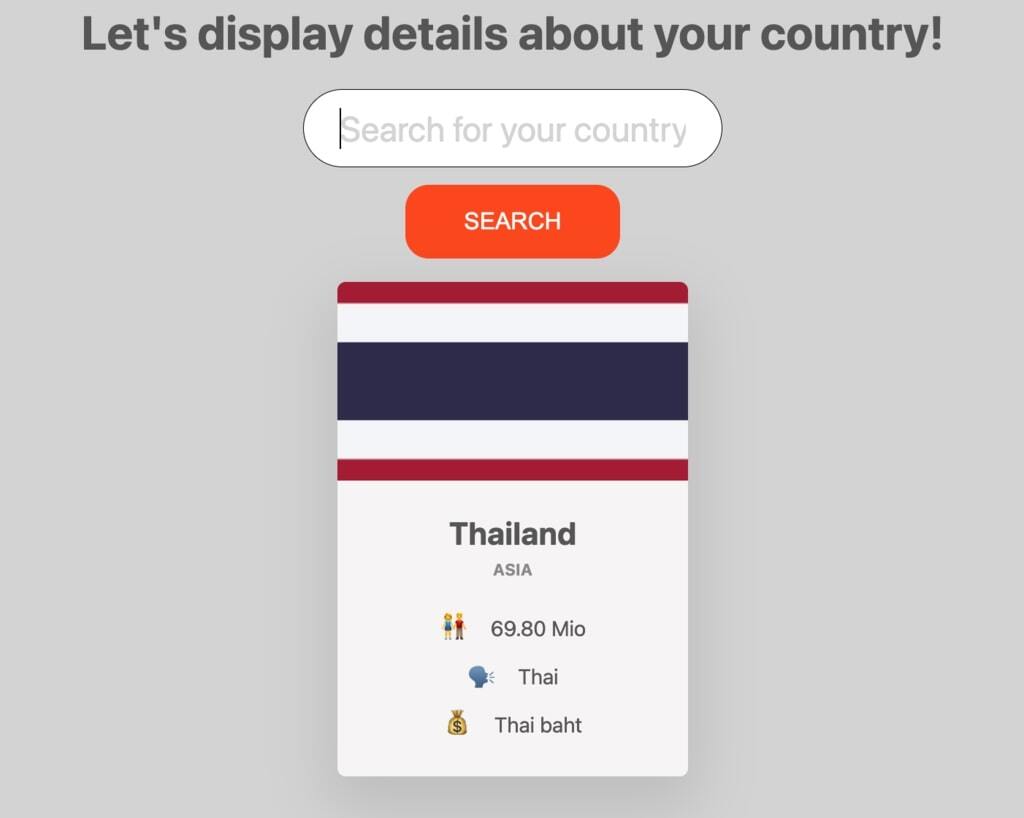 Let's display details about your country!
Search for your country
SEARCH
Thailand
ASIA
69.80 Mio
Thai
Thai baht